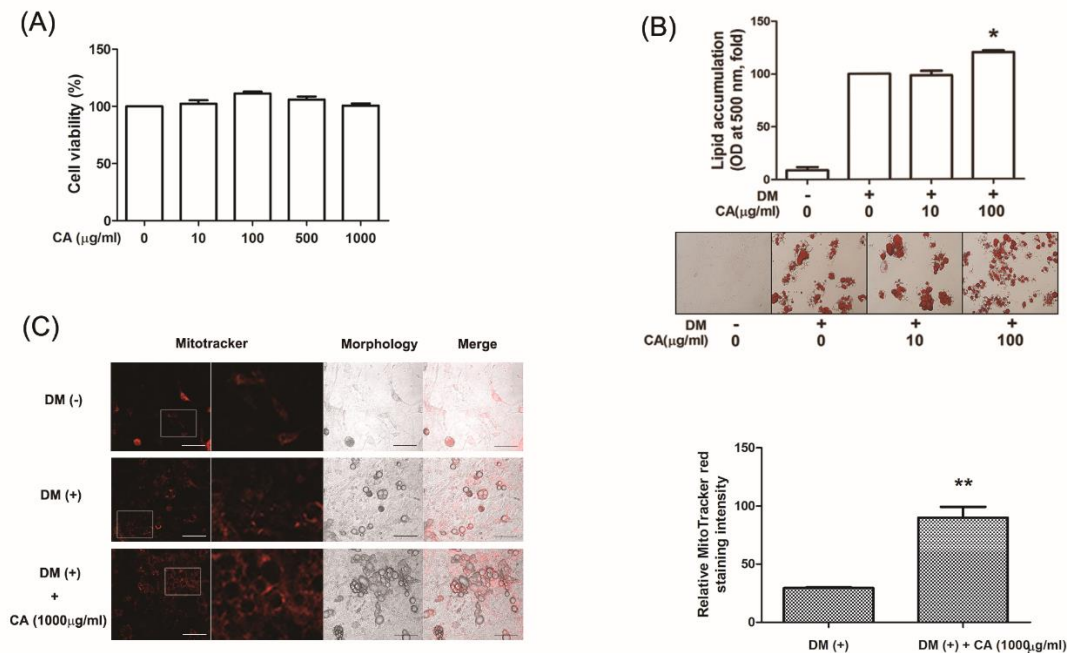 (A)
150
100
50
0
Cell viability (%)
CA (μg/ml) 0 10 100 500 1000
(B)
*
150
100
50
0
Lipid accumulation
(OD at 500 nm, fold)
DM - + + +
CA(μg/ml) 0 0 10 100
DM - + + +
CA(μg/ml) 0 0 10 100
(C)
Mitotracker Morphology Merge
DM (-)
DM (+)
DM (+)
+
CA (1000μg/ml)
150
100
50
0
**
Relative MitoTracker red
staining intensity
DM (+) DM (+) + CA (1000μg/ml)